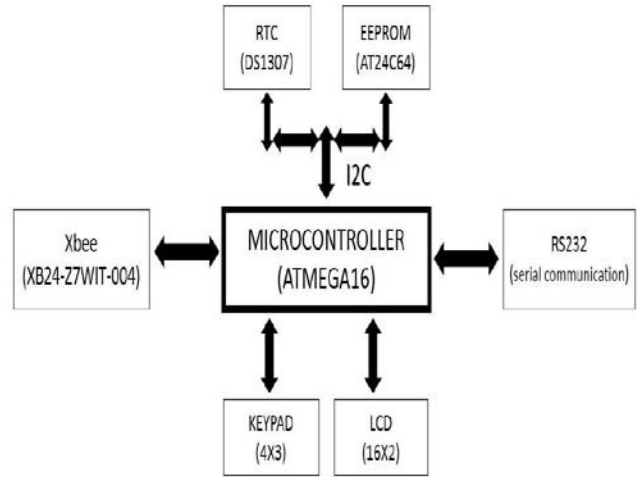 RTC
(DS1307)
EEPROM
(AT24C64)
I2C
Xbee
(XB24-Z7WIT-004)
MICROCONTROLLER
(ATMEGA16)
RS232
(serial communication)
KEYPAD
(4X3)
LCD
(16X2)